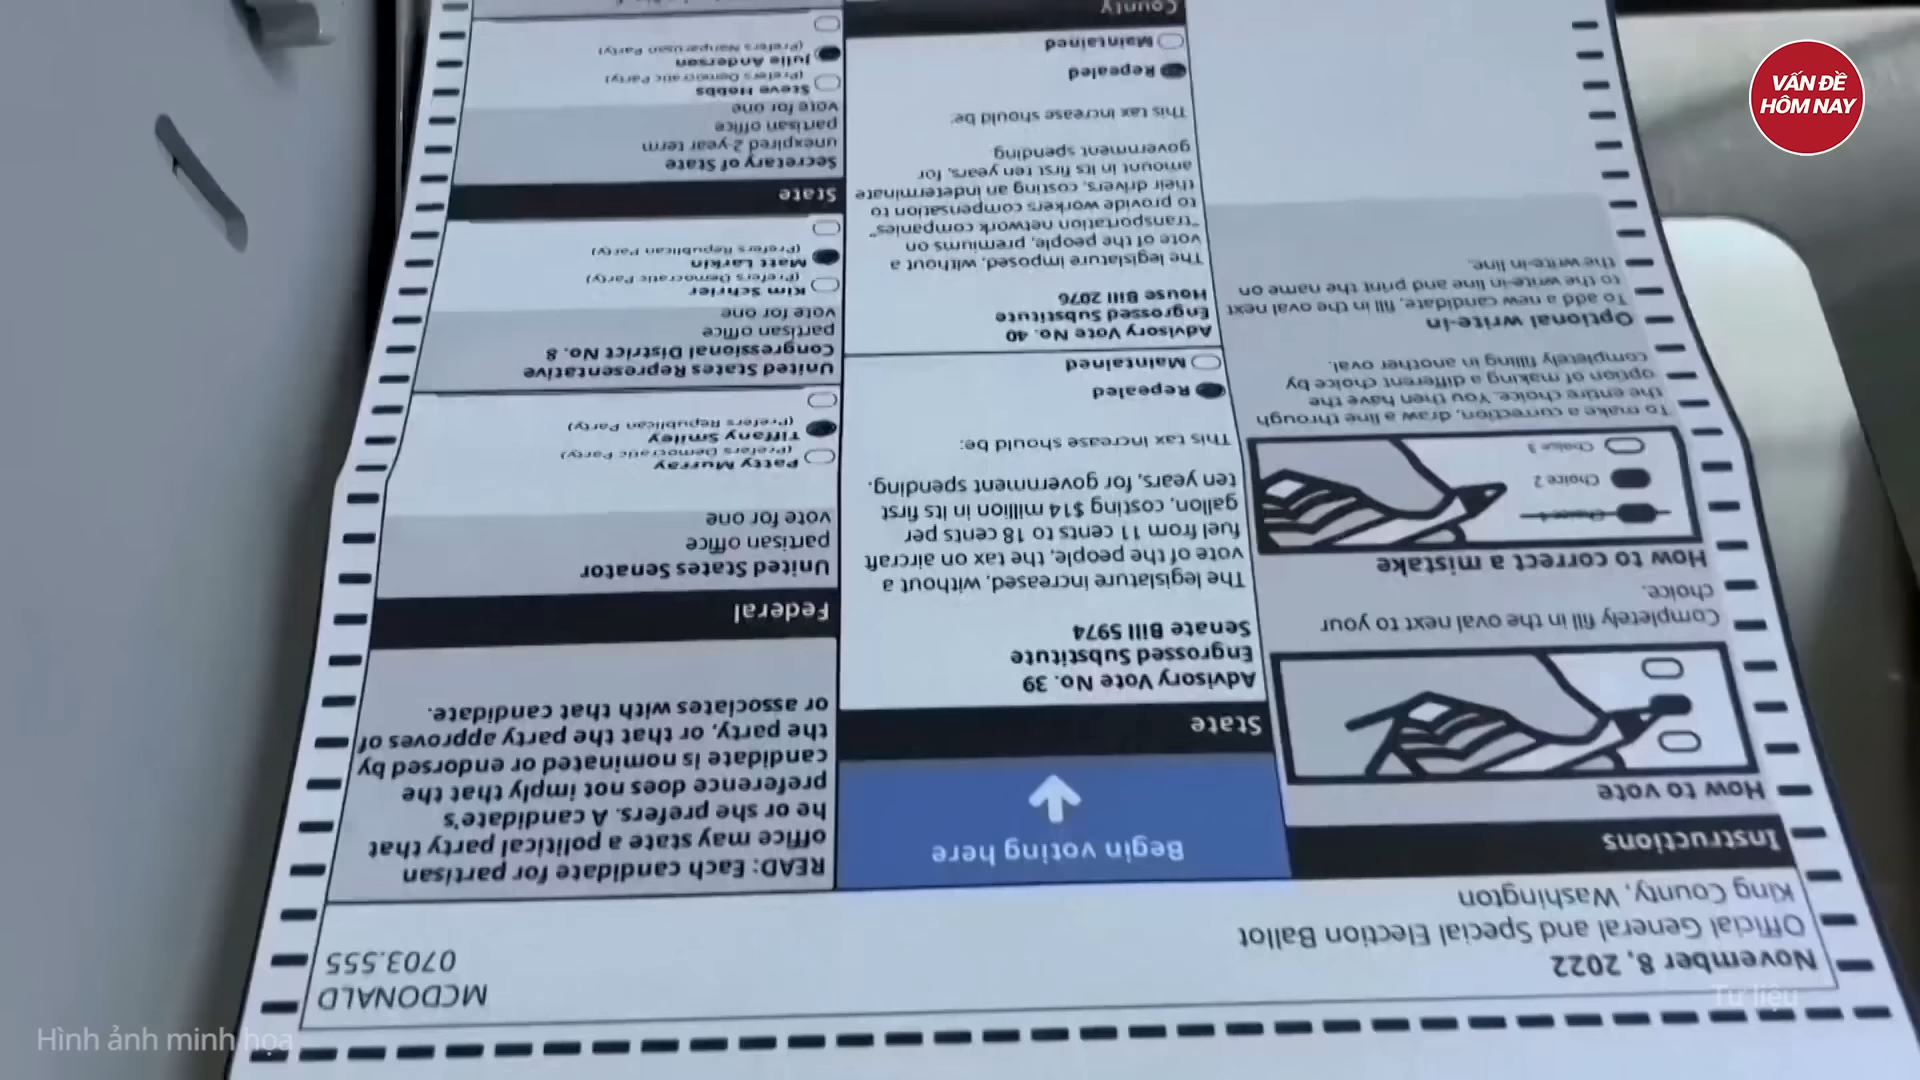 VẤN ĐỀ
HÔM NAY
November 8, 2022
Official General and Special Election Ballot
King County, Washington
MCDONALD
0703.555
Instructions
How to vote
Completely fill in the oval next to your
choice.
How to correct a mistake
Choice 1
Choice 2
Choice 3
To make a correction, draw a line through
the entire choice. You then have the
option of making a different choice by
completely filling in another oval.
Optional write-in
To add a new candidate, fill in the oval next
to the write-in line and print the name on
the write-in line.
Begin voting here
State
Advisory Vote No. 39
Engrossed Substitute
Senate Bill 5974
The legislature increased, without a
vote of the people, the tax on aircraft
fuel from 11 cents to 18 cents per
gallon, costing $14 million in its first
ten years, for government spending.
This tax increase should be:
Repealed
Maintained
Advisory Vote No. 40
Engrossed Substitute
House Bill 2076
The legislature imposed, without a
vote of the people, premiums on
"transportation network companies"
to provide workers compensation to
their drivers, costing an indeterminate
amount in its first ten years, for
government spending.
This tax increase should be:
Repealed
Maintained
County
READ: Each candidate for partisan
office may state a political party that
he or she prefers. A candidate's
preference does not imply that the
candidate is nominated or endorsed by
the party, or that the party approves of
or associates with that candidate.
Federal
United States Senator
partisan office
vote for one
Patty Murray
(Prefers Democratic Party)
Tiffany Smiley
(Prefers Republican Party)
United States Representative
Congressional District No. 8
partisan office
vote for one
Kim Schrier
(Prefers Democratic Party)
Matt Larkin
(Prefers Republican Party)
State
Secretary of State
unexpired 2-year term
partisan office
vote for one
Steve Hobbs
(Prefers Democratic Party)
Julie Anderson
(Prefers Nonpartisan Party)
Tư liệu
Hình ảnh minh họa